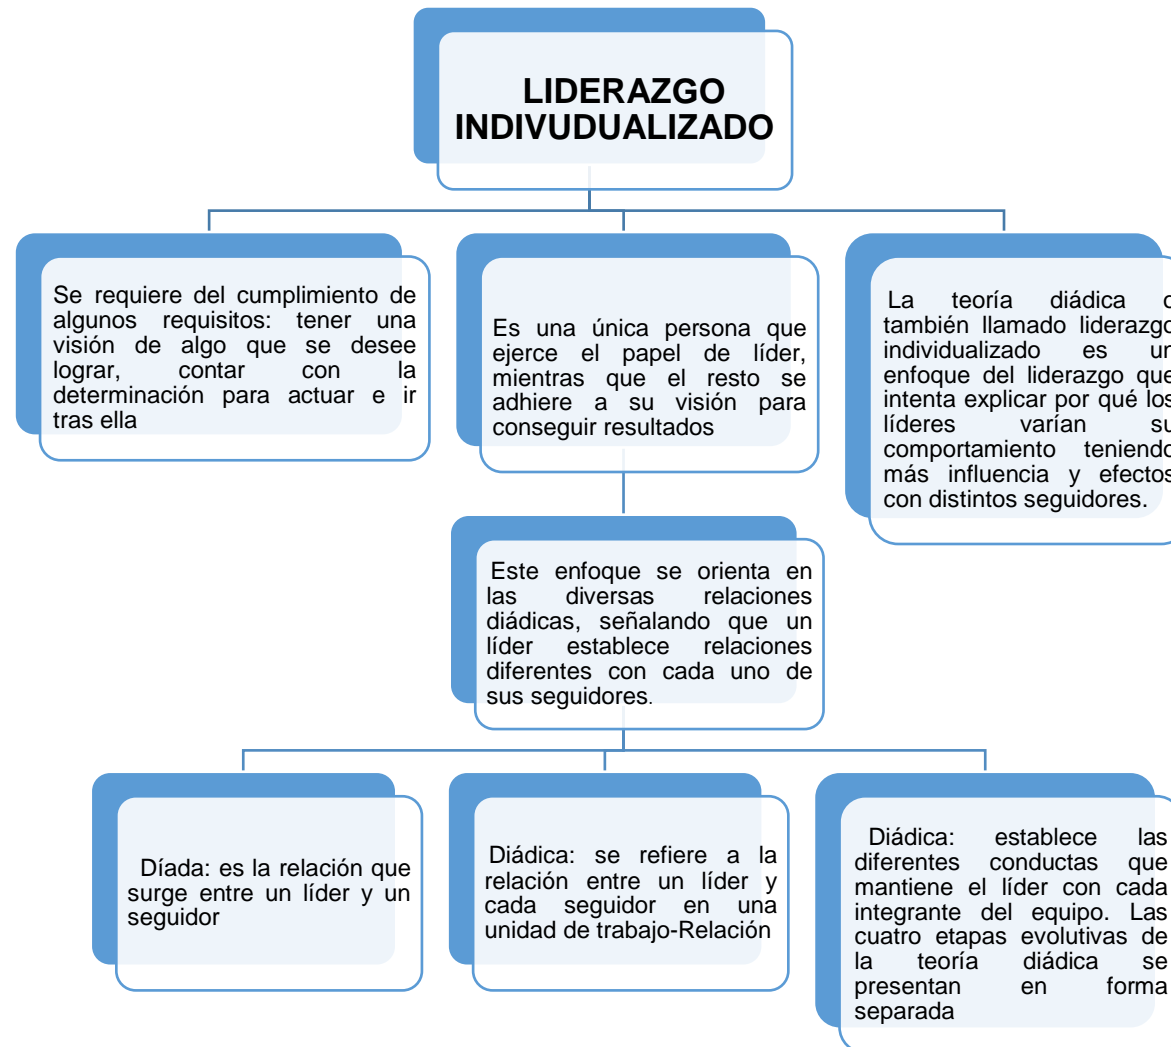 LIDERAZGO
INDIVUDUALIZADO
Se requiere del cumplimiento de
algunos requisitos: tener una
visión de algo que se desee
lograr, contar con la
determinación para actuar e ir
tras ella
Es una única persona que
ejerce el papel de líder,
mientras que el resto se
adhiere a su visión para
conseguir resultados
La teoría diádica o
también llamado liderazgo
individualizado es un
enfoque del liderazgo que
intenta explicar por qué los
líderes varían su
comportamiento teniendo
más influencia y efectos
con distintos seguidores.
Este enfoque se orienta en
las diversas relaciones
diádicas, señalando que un
líder establece relaciones
diferentes con cada uno de
sus seguidores.
Díada: es la relación que
surge entre un líder y un
seguidor
Diádica: se refiere a la
relación entre un líder y
cada seguidor en una
unidad de trabajo-Relación
Diádica: establece las
diferentes conductas que
mantiene el líder con cada
integrante del equipo. Las
cuatro etapas evolutivas de
la teoría diádica se
presentan en forma
separada